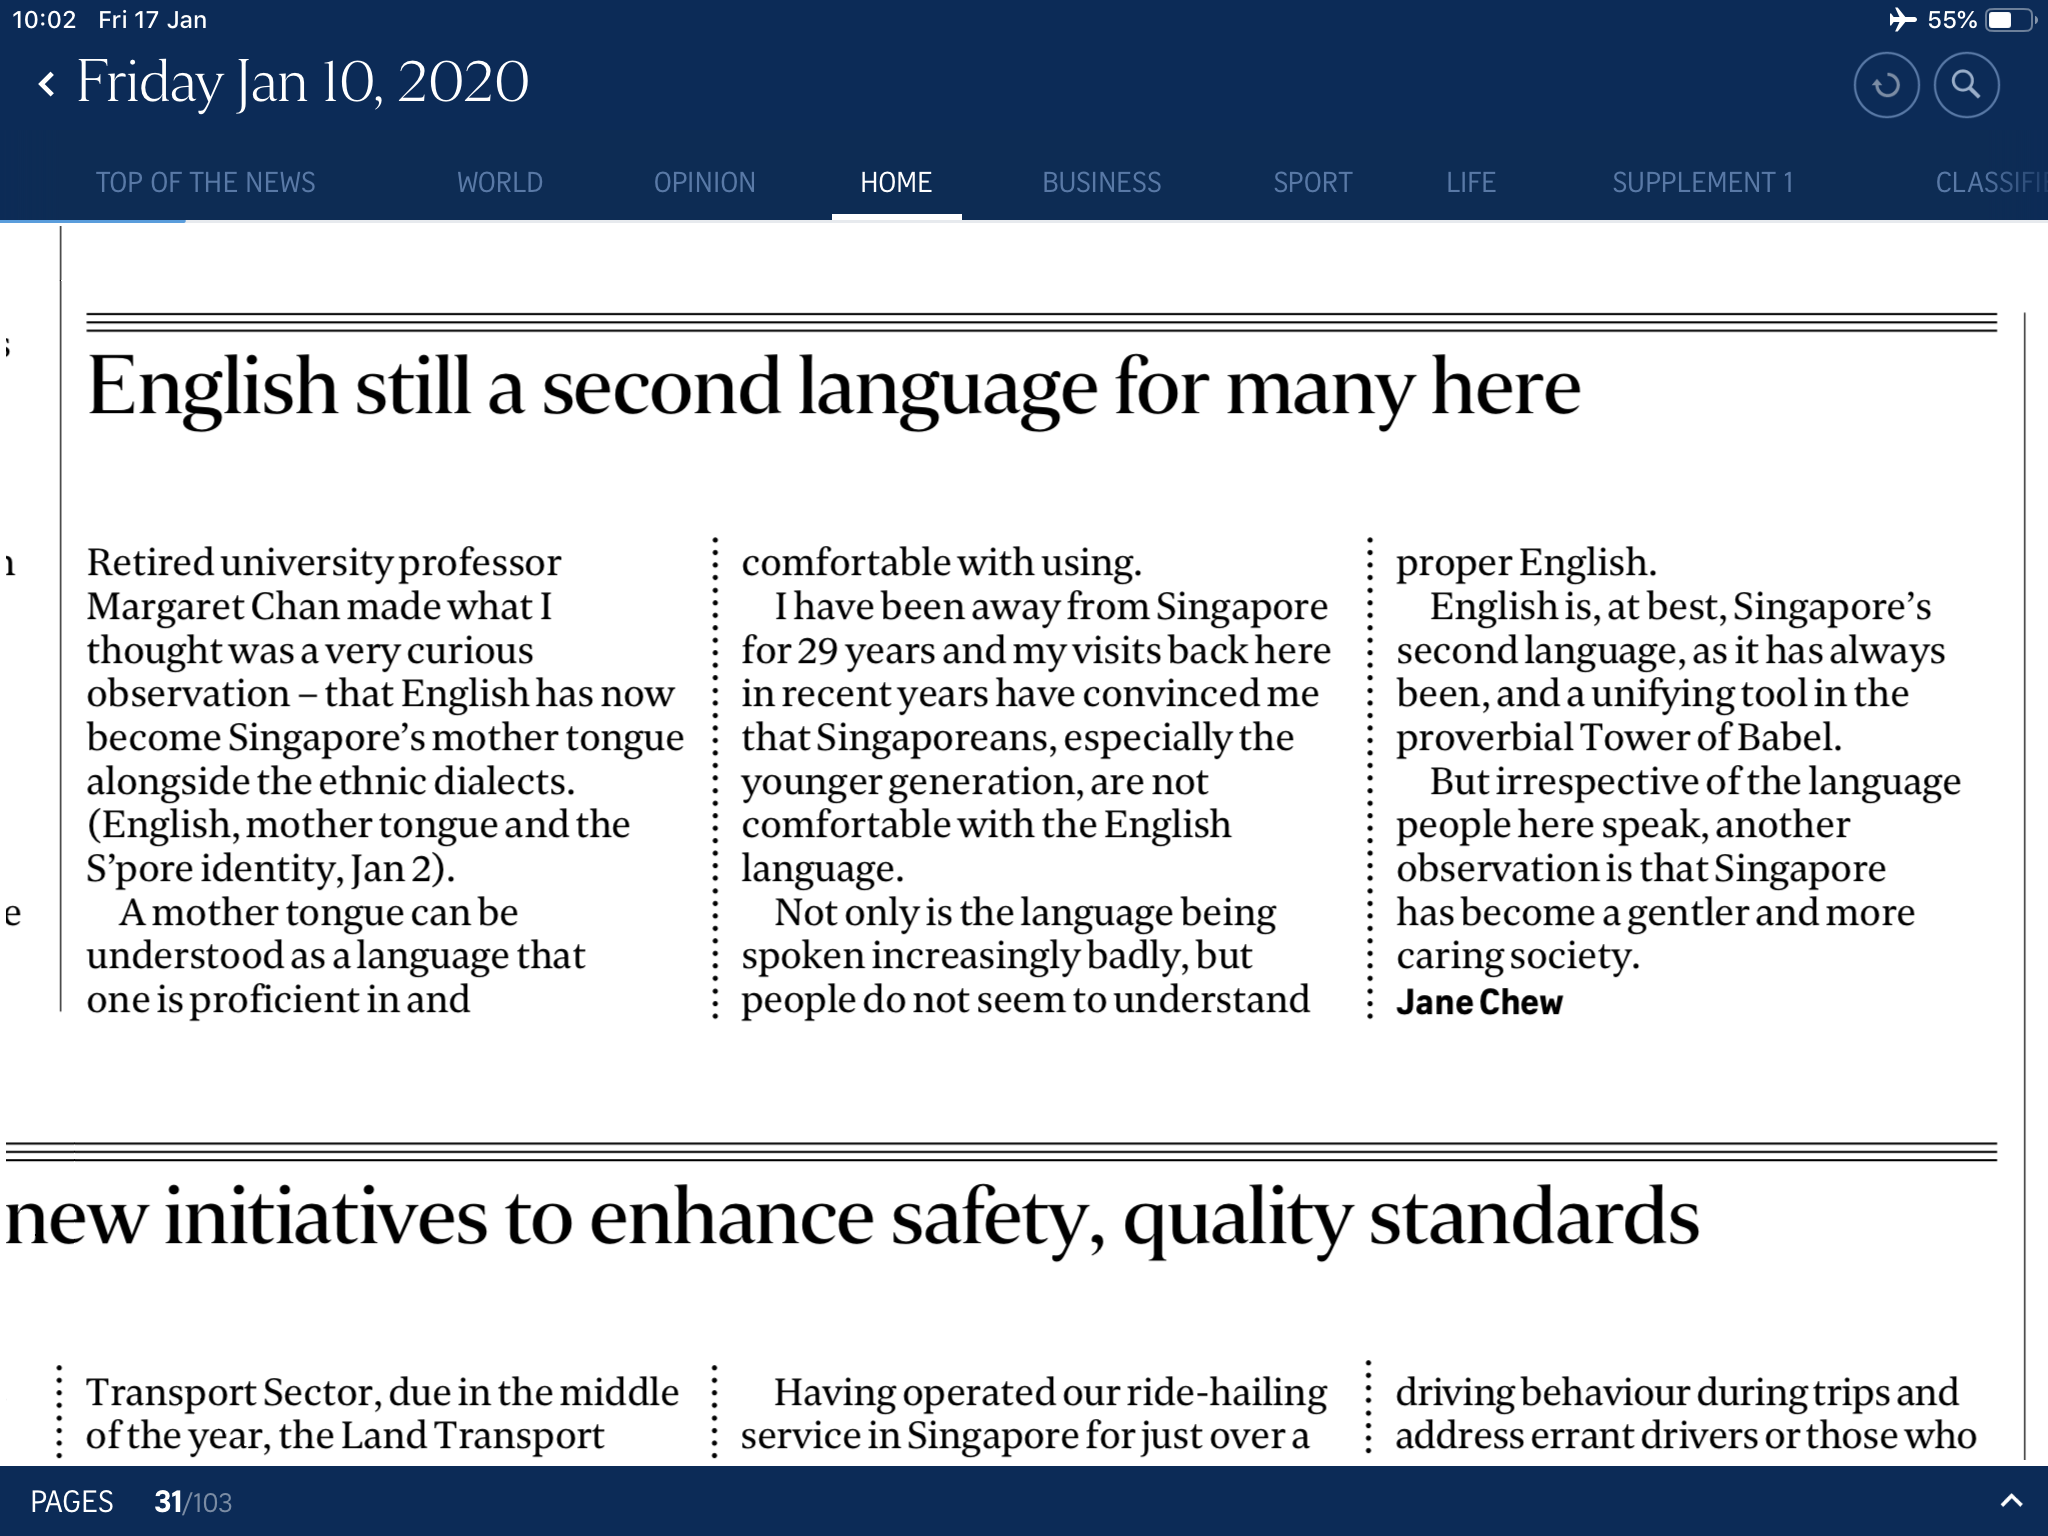 10:02 Fri 17 Jan
55%
Friday Jan 10, 2020
TOP OF THE NEWS WORLD OPINION HOME BUSINESS SPORT LIFE SUPPLEMENT 1 CLASSIFI
English still a second language for many here
Retired university professor
Margaret Chan made what I
thought was a very curious
observation – that English has now
become Singapore's mother tongue
alongside the ethnic dialects.
(English, mother tongue and the
S'pore identity, Jan 2).
A mother tongue can be
understood as a language that
one is proficient in and
comfortable with using.
I have been away from Singapore
for 29 years and my visits back here
in recent years have convinced me
that Singaporeans, especially the
younger generation, are not
comfortable with the English
language.
Not only is the language being
spoken increasingly badly, but
people do not seem to understand
proper English.
English is, at best, Singapore's
second language, as it has always
been, and a unifying tool in the
proverbial Tower of Babel.
But irrespective of the language
people here speak, another
observation is that Singapore
has become a gentler and more
caring society.
Jane Chew
new initiatives to enhance safety, quality standards
Transport Sector, due in the middle
of the year, the Land Transport
Having operated our ride-hailing
service in Singapore for just over a
driving behaviour during trips and
address errant drivers or those who
PAGES 31/103